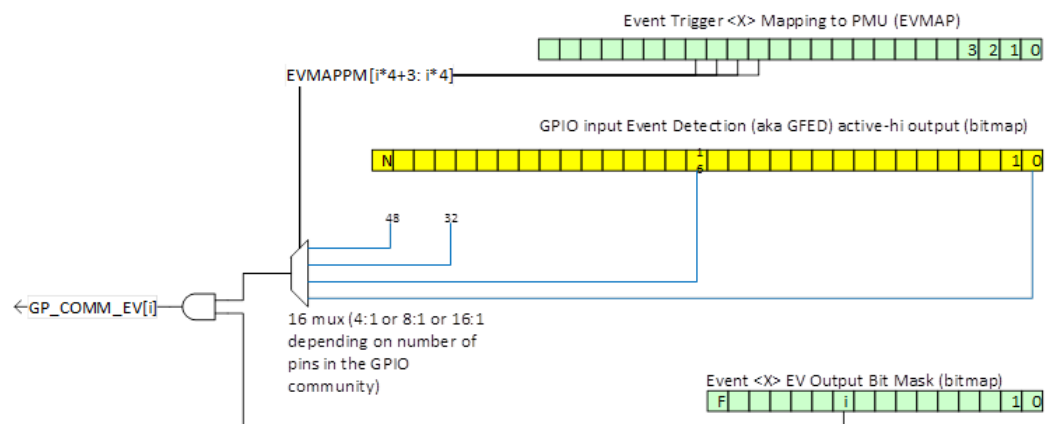 Event Trigger <X> Mapping to PMU (EVMAP)
3 2 1 0
EVMAPPM[i*4+3: i*4]
GPIO input Event Detection (aka GFED) active-hi output (bitmap)
N 16 1 0
48 32
←GP_COMM_EV[i]
16 mux (4:1 or 8:1 or 16:1
depending on number of
pins in the GPIO
community)
Event <X> EV Output Bit Mask (bitmap)
F i 1 0